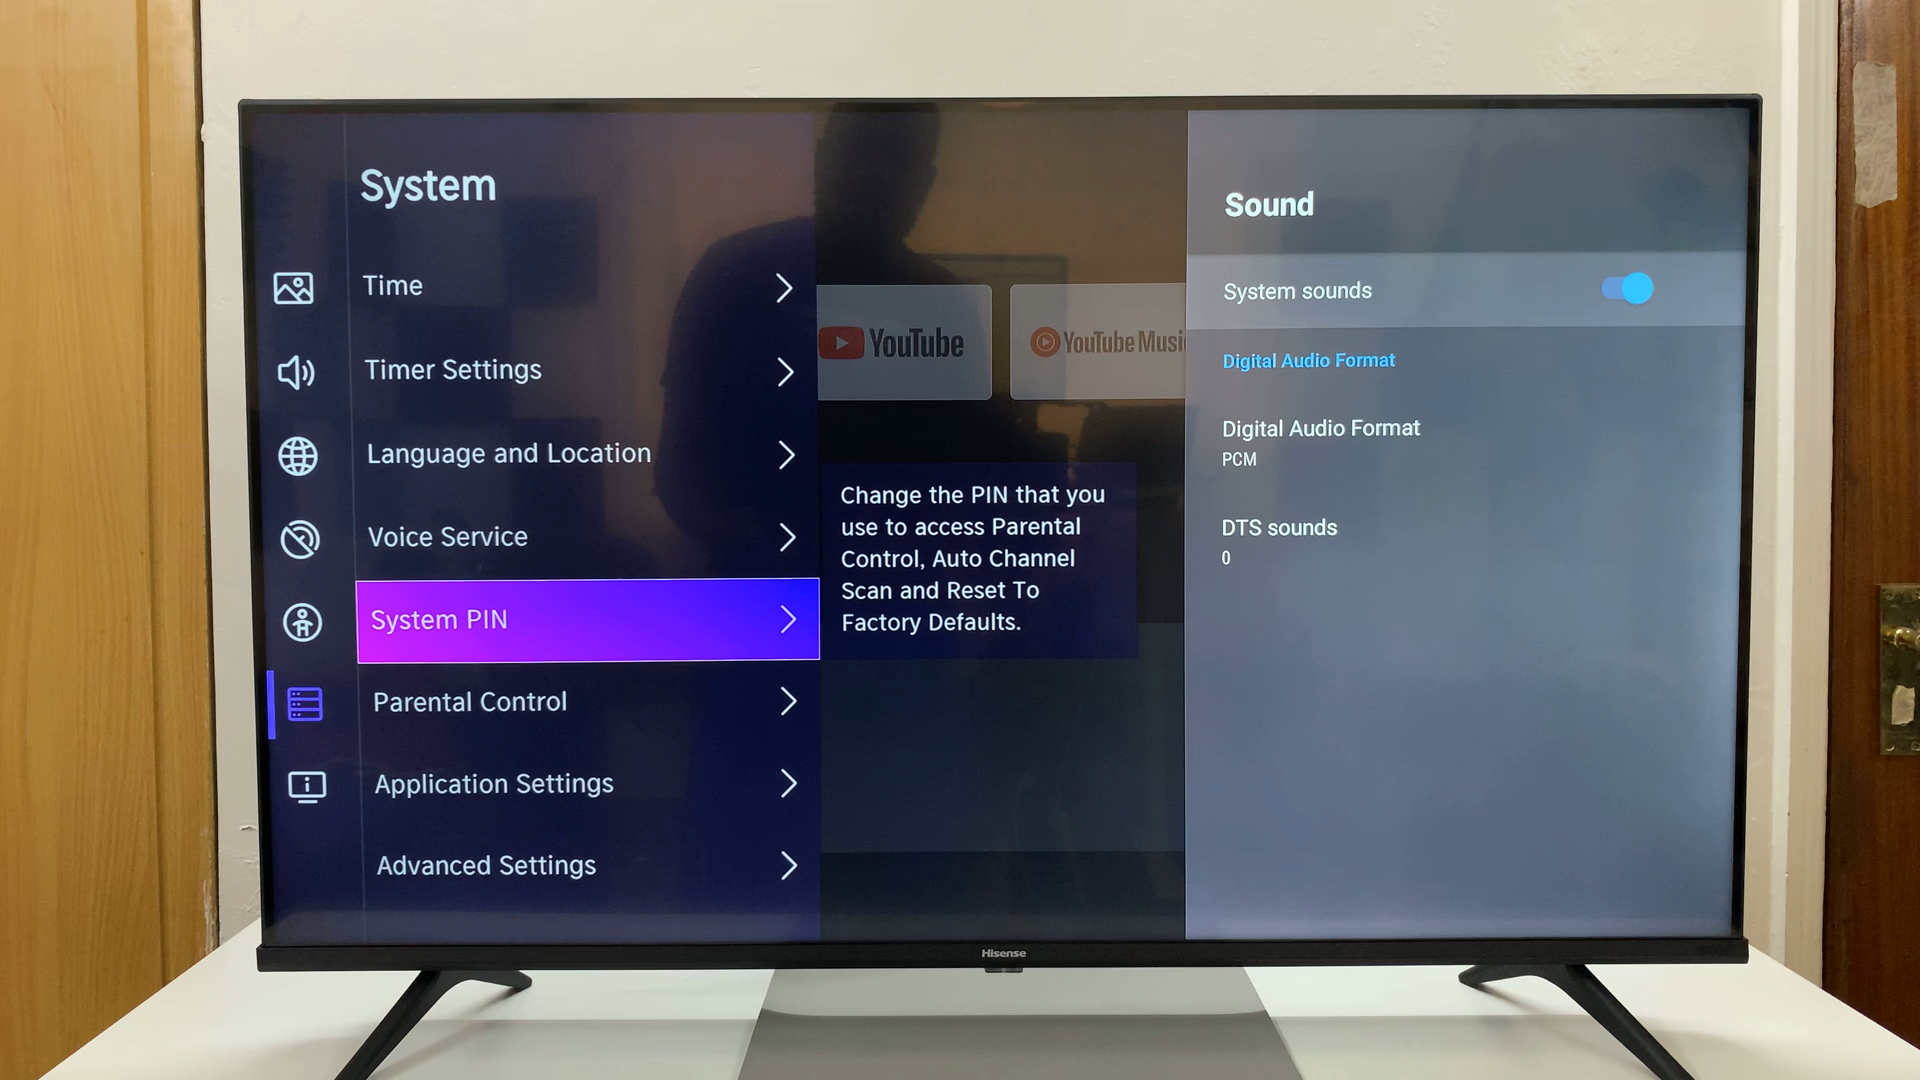 System
Time
Timer Settings
Language and Location
Voice Service
System PIN
Parental Control
Application Settings
Advanced Settings
YouTube
YouTube Musi
Change the PIN that you
use to access Parental
Control, Auto Channel
Scan and Reset To
Factory Defaults.
Sound
System sounds
Digital Audio Format
Digital Audio Format
PCM
DTS sounds
0
Hisense